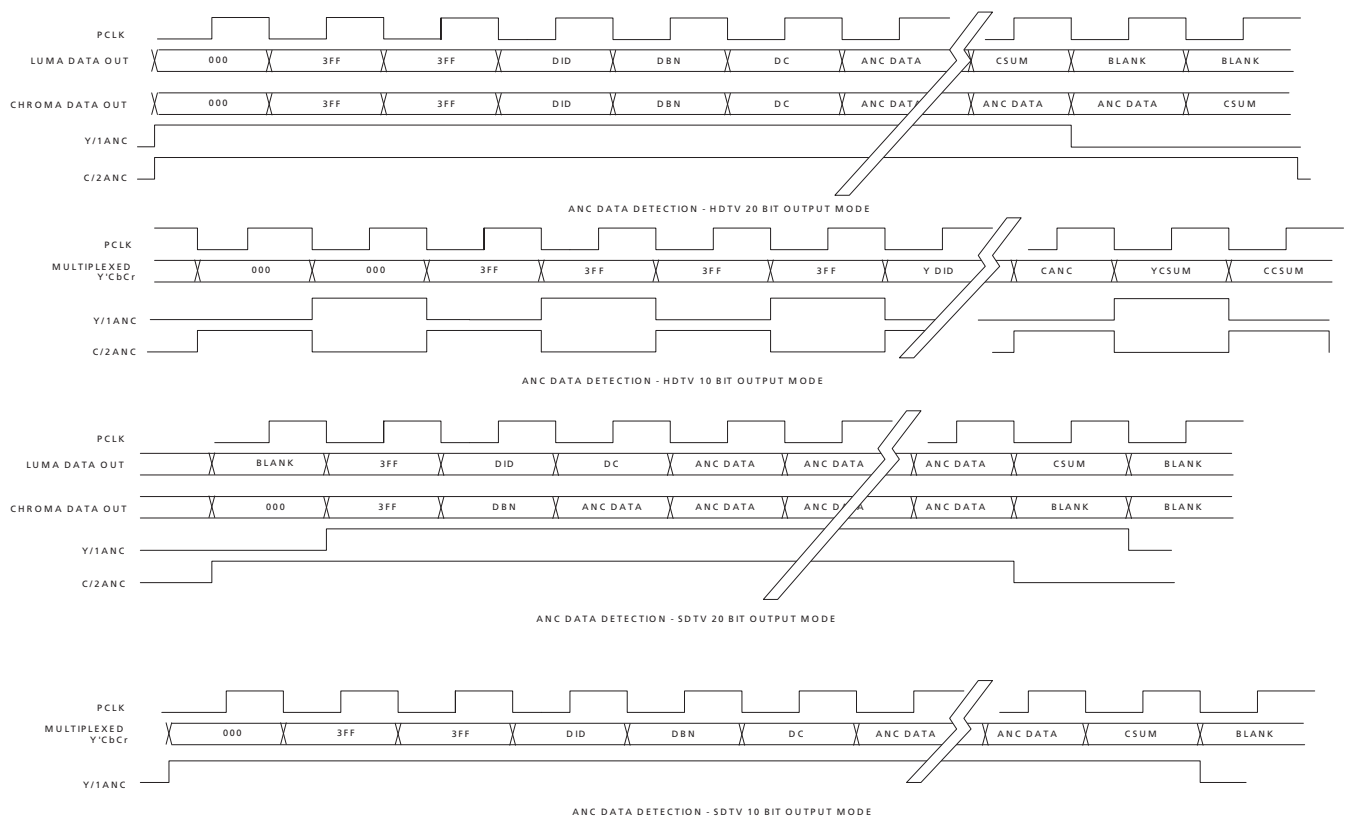 PCLK
LUMA DATA OUT 000 3FF 3FF DID DBN DC ANC DATA CSUM BLANK BLANK
CHROMA DATA OUT 000 3FF 3FF DID DBN DC ANC DATA ANC DATA ANC DATA CSUM
Y/1ANC
C/2ANC
ANC DATA DETECTION - HDTV 20 BIT OUTPUT MODE
PCLK
MULTIPLEXED
Y'CbCr 000 000 3FF 3FF 3FF 3FF Y DID CANC YCSUM CCSUM
Y/1ANC
C/2ANC
ANC DATA DETECTION - HDTV 10 BIT OUTPUT MODE
PCLK
LUMA DATA OUT BLANK 3FF DID DC ANC DATA ANC DATA ANC DATA CSUM BLANK
CHROMA DATA OUT 000 3FF DBN ANC DATA ANC DATA ANC DATA ANC DATA BLANK BLANK
Y/1ANC
C/2ANC
ANC DATA DETECTION - SDTV 20 BIT OUTPUT MODE
PCLK
MULTIPLEXED
Y'CbCr 000 3FF 3FF DID DBN DC ANC DATA ANC DATA CSUM BLANK
Y/1ANC
ANC DATA DETECTION - SDTV 10 BIT OUTPUT MODE